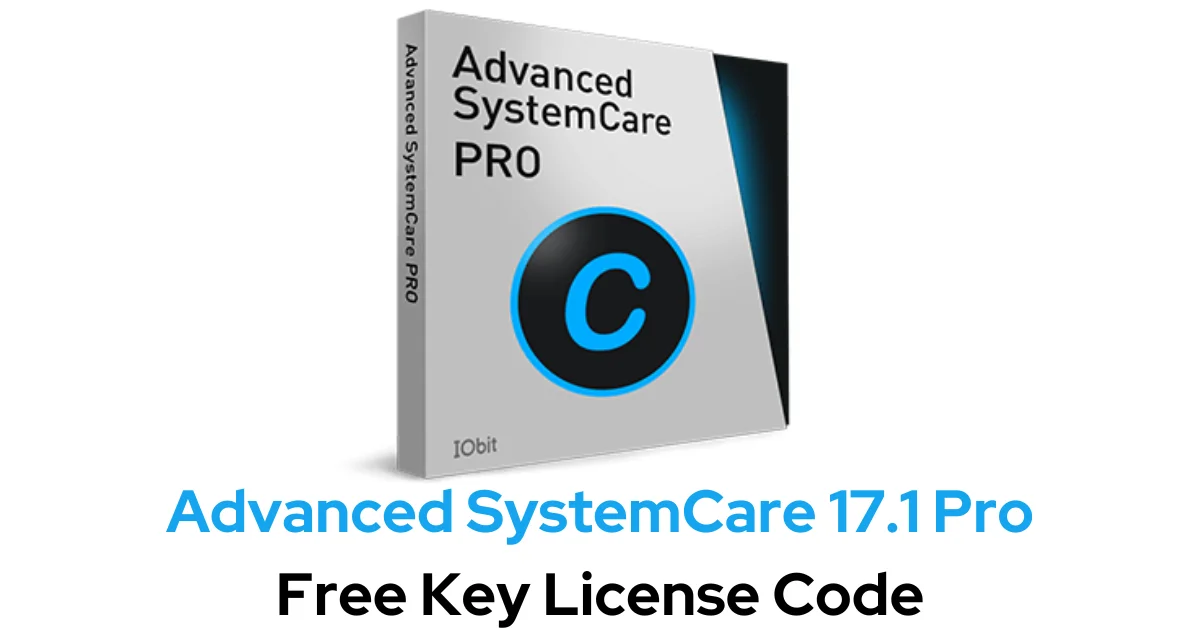 Advanced
SystemCare
PRO
Advanced SystemCare PRO
C
IObit
Advanced SystemCare 17.1 Pro
Free Key License Code